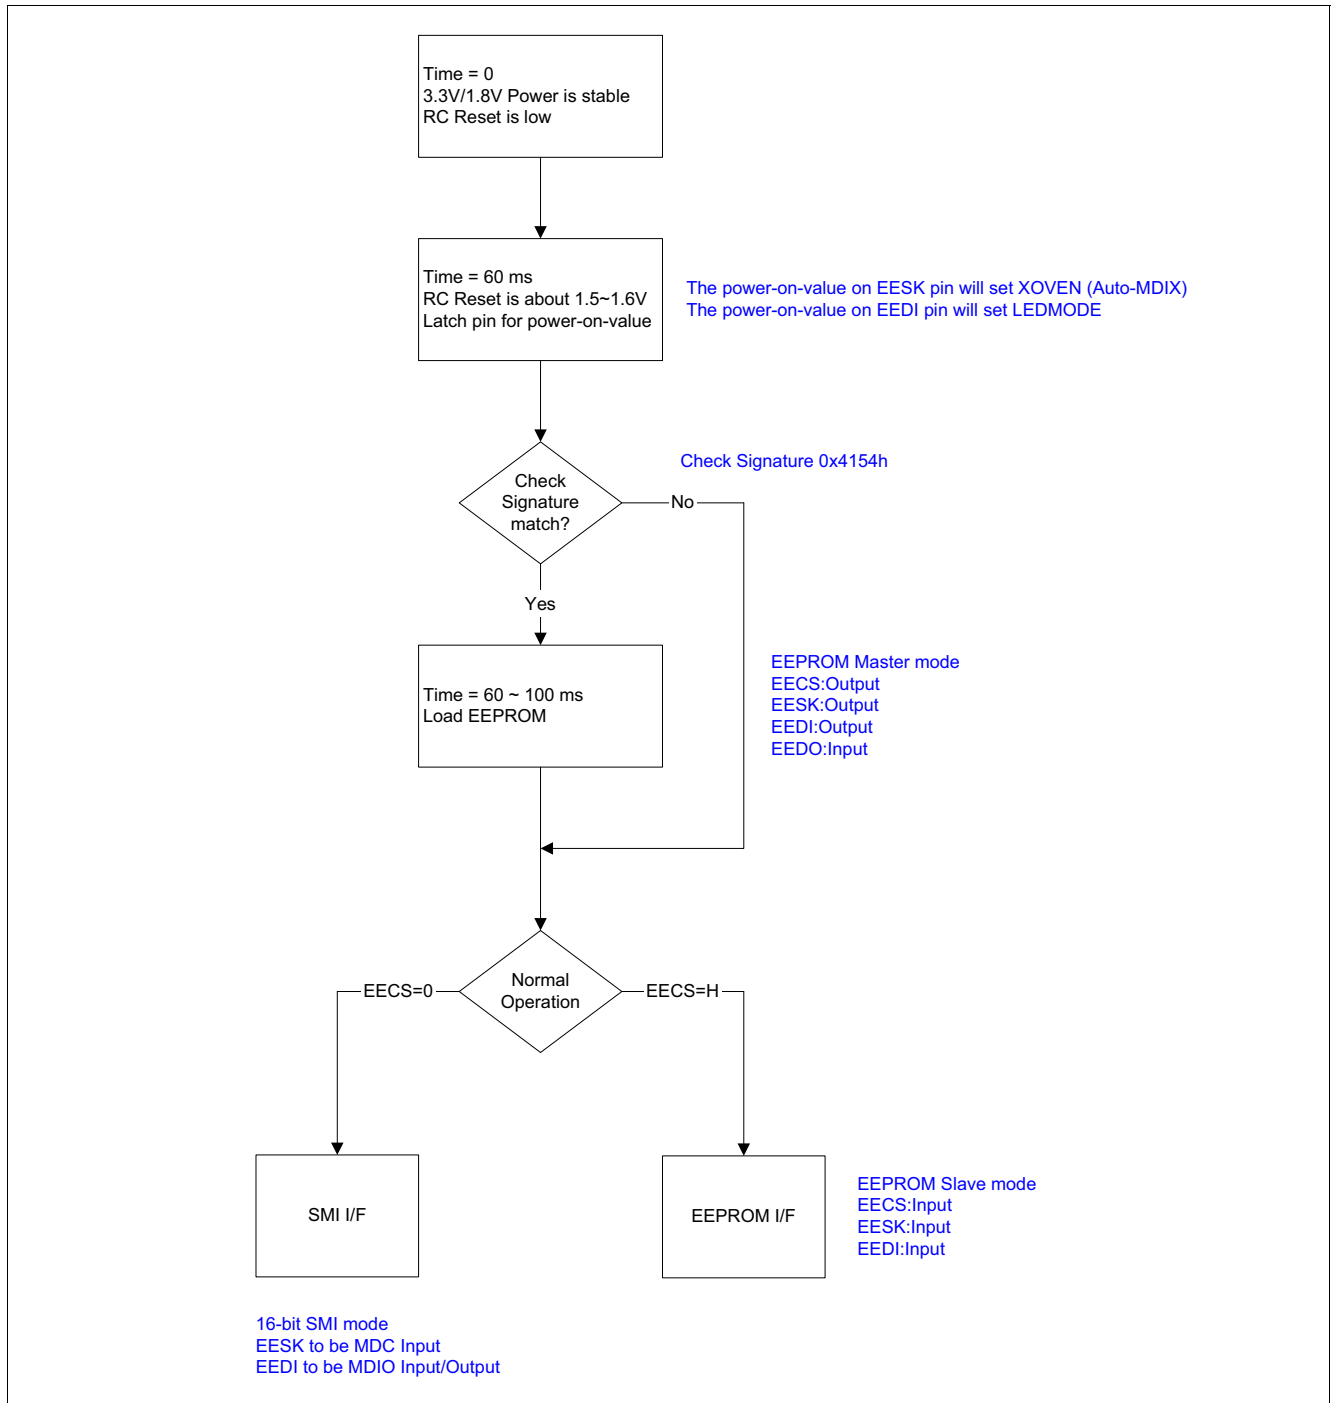 Time = 0
3.3V/1.8V Power is stable
RC Reset is low
Time = 60 ms
RC Reset is about 1.5~1.6V
Latch pin for power-on-value
The power-on-value on EESK pin will set XOVEN (Auto-MDIX)
The power-on-value on EEDI pin will set LEDMODE
Check Signature 0x4154h
Check
Signature
match?
No
Yes
Time = 60 ~ 100 ms
Load EEPROM
EEPROM Master mode
EECS:Output
EESK:Output
EEDI:Output
EEDO:Input
Normal
Operation
EECS=0
EECS=H
SMI I/F
EEPROM I/F
EEPROM Slave mode
EECS:Input
EESK:Input
EEDI:Input
16-bit SMI mode
EESK to be MDC Input
EEDI to be MDIO Input/Output